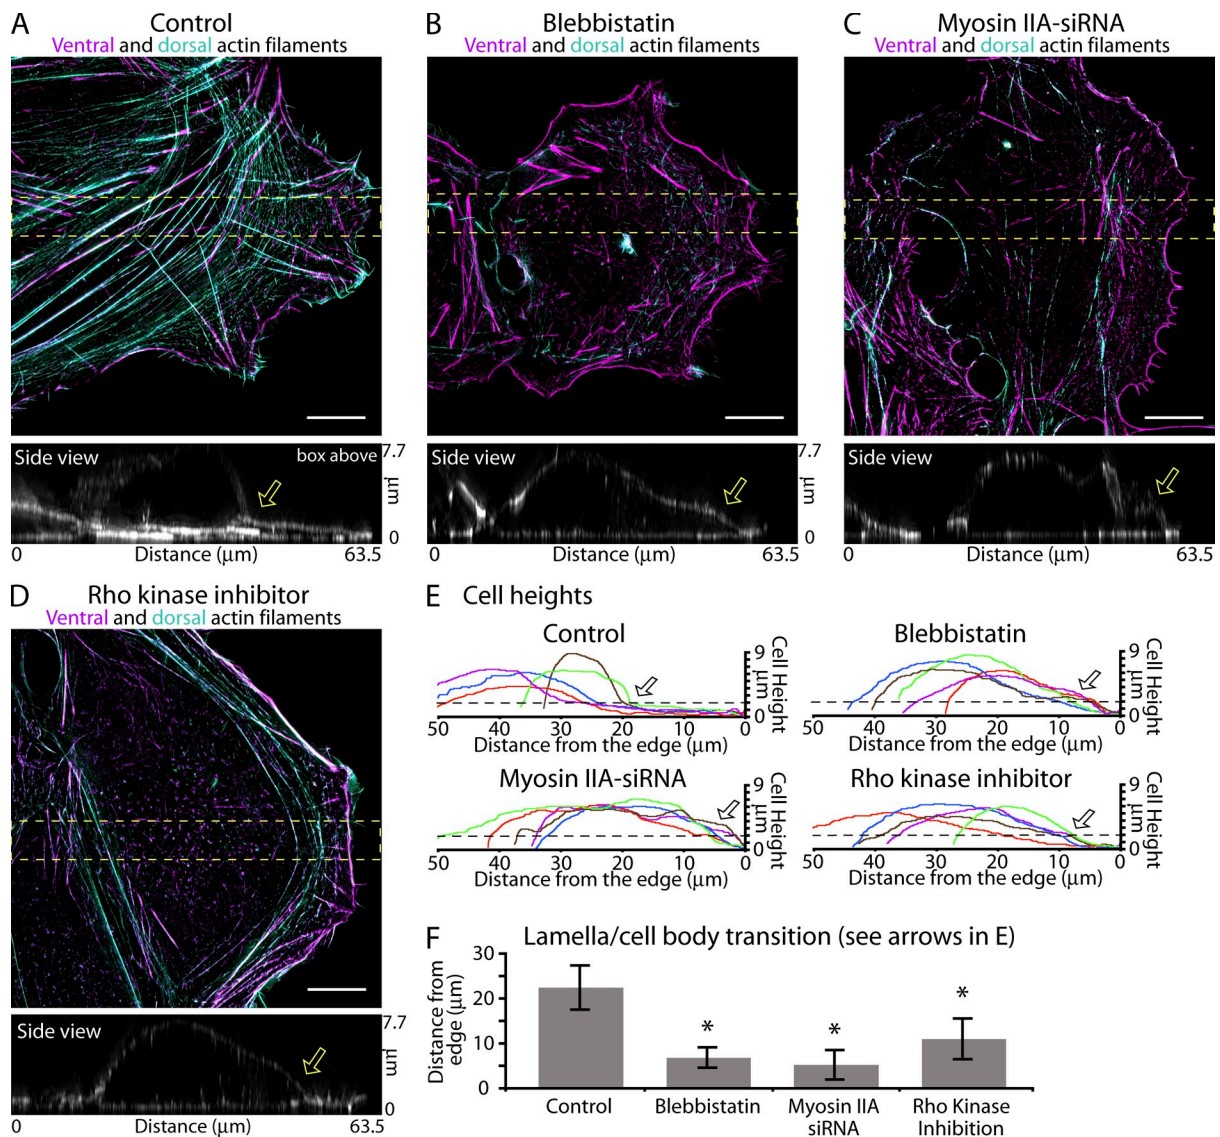 A Control
Ventral and dorsal actin filaments
B Blebbistatin
Ventral and dorsal actin filaments
C Myosin IIA-siRNA
Ventral and dorsal actin filaments
Side view
box above
7.7
μm
0
0 Distance (μm) 63.5
Side view
7.7
μm
0
0 Distance (μm) 63.5
Side view
0 Distance (μm) 63.5
D Rho kinase inhibitor
Ventral and dorsal actin filaments
Side view
7.7
μm
0
0 Distance (μm) 63.5
E Cell heights
Control
9
μm
0
Cell Height
50 40 30 20 10 0
Distance from the edge (μm)
Blebbistatin
9
μm
0
Cell Height
50 40 30 20 10 0
Distance from the edge (μm)
Myosin IIA-siRNA
9
μm
0
Cell Height
50 40 30 20 10 0
Distance from the edge (μm)
Rho kinase inhibitor
9
μm
0
Cell Height
50 40 30 20 10 0
Distance from the edge (μm)
F Lamella/cell body transition (see arrows in E)
Distance from
edge (μm)
30
20
10
0
* * *
Control
Blebbistatin
Myosin IIA
siRNA
Rho Kinase
Inhibition